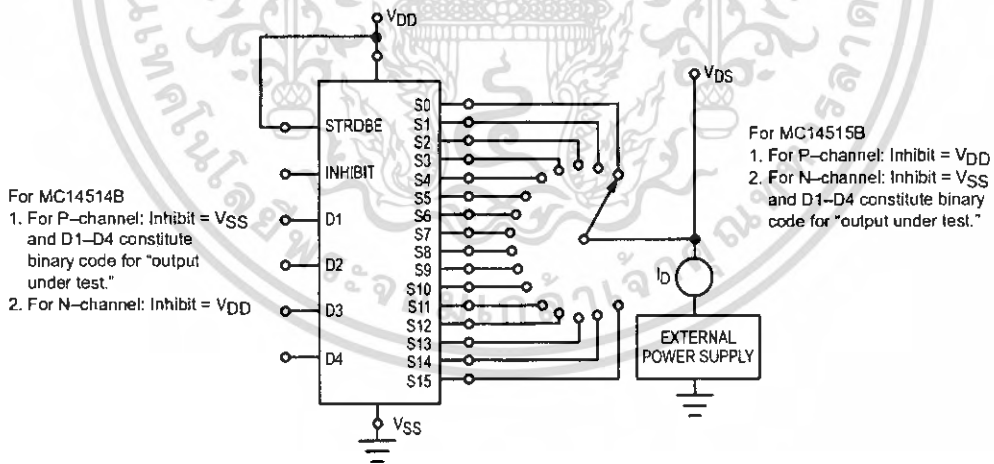 VDD
STRDBE
INHIBIT
D1
D2
D3
D4
S0
S1
S2
S3
S4
S5
S6
S7
S8
S9
S10
S11
S12
S13
S14
S15
VSS
For MC14514B
1. For P–channel: Inhibit = VSS
and D1–D4 constitute
binary code for “output
under test.”
2. For N–channel: Inhibit = VDD
VDS
ID
EXTERNAL
POWER SUPPLY
For MC14515B
1. For P–channel: Inhibit = VDD
2. For N–channel: Inhibit = VSS
and D1–D4 constitute binary
code for “output under test.”